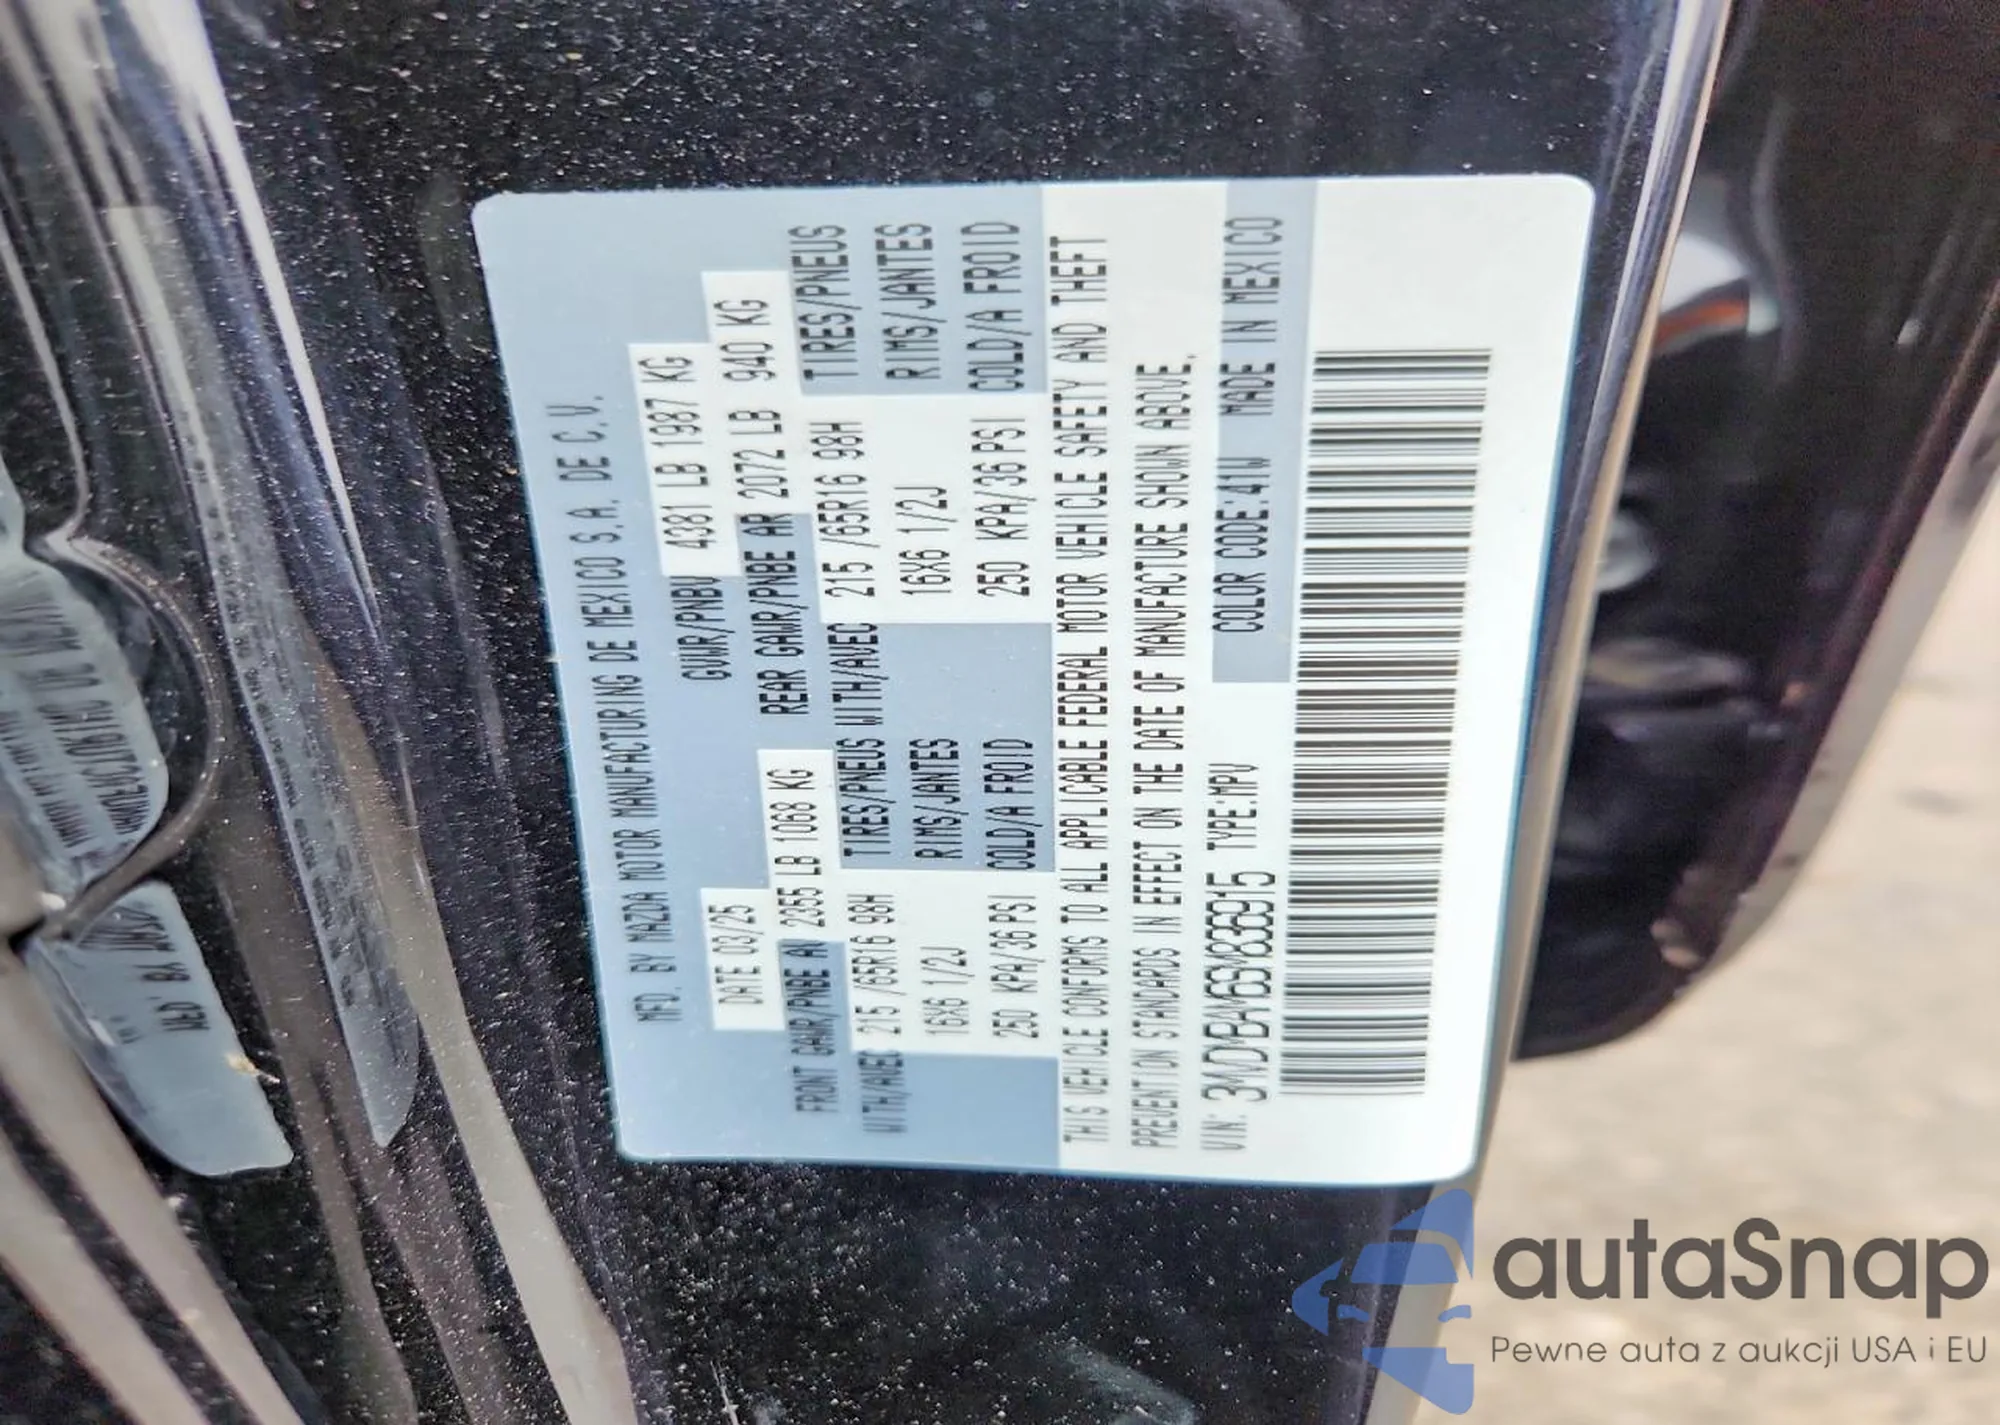 MFD. BY MAZDA MOTOR MANUFACTURING DE MEXICO S.A. DE C.V.
DATE 03/25
GVWR/PNBV 4381 LB 1987 KG
FRONT GAWR/PNBE AV 2355 LB 1068 KG
REAR GAWR/PNBE AR 2072 LB 940 KG
WITH/AVEC 215 /65R16 98H TIRES/PNEUS WITH/AVEC 215 /65R16 98H TIRES/PNEUS
16X6 1/2J RIMS/JANTES 16X6 1/2J RIMS/JANTES
250 KPA/36 PSI COLD/A FROID 250 KPA/36 PSI COLD/A FROID
THIS VEHICLE CONFORMS TO ALL APPLICABLE FEDERAL MOTOR VEHICLE SAFETY AND THEFT
PREVENTION STANDARDS IN EFFECT ON THE DATE OF MANUFACTURE SHOWN ABOVE.
VIN: TYPE:MPV
COLOR CODE:41W MADE IN MEXICO
autaSnap
Pewne auta z aukcji USA i EU